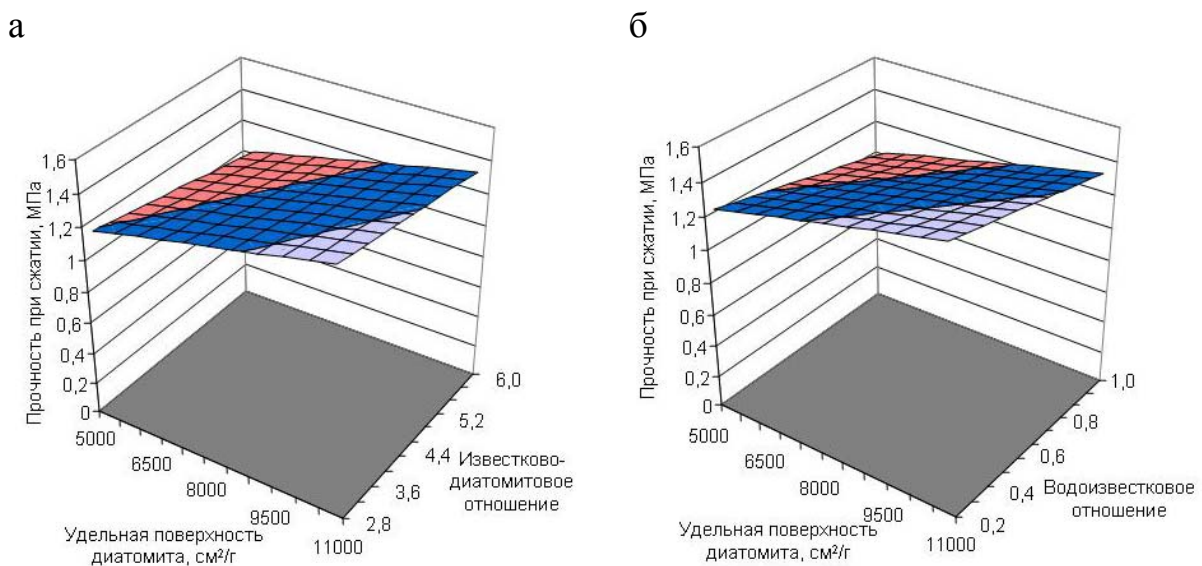 а
Прочность при сжатии, МПа
1,6
1,4
1,2
1
0,8
0,6
0,4
0,2
0
5000
6500
8000
9500
11000
Удельная поверхность
диатомита, см²/г
2,8
3,6
4,4
5,2
6,0
Известково-
диатомитовое
отношение
б
Прочность при сжатии, МПа
1,6
1,4
1,2
1
0,8
0,6
0,4
0,2
0
5000
6500
8000
9500
11000
Удельная поверхность
диатомита, см²/г
0,2
0,4
0,6
0,8
1,0
Водоизвестковое
отношение